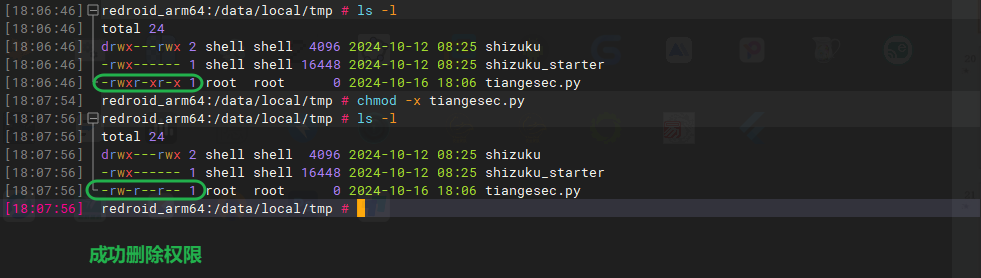 [18:06:46] redroid_arm64:/data/local/tmp # ls -l
[18:06:46] total 24
[18:06:46] drwx---rwx 2 shell shell  4096 2024-10-12 08:25 shizuku
[18:06:46] -rwx------ 1 shell shell 16448 2024-10-12 08:25 shizuku_starter
[18:06:46] -rwxr-xr-x 1 root  root      0 2024-10-16 18:06 tiangesec.py
[18:07:54] redroid_arm64:/data/local/tmp # chmod -x tiangesec.py
[18:07:56] redroid_arm64:/data/local/tmp # ls -l
[18:07:56] total 24
[18:07:56] drwx---rwx 2 shell shell  4096 2024-10-12 08:25 shizuku
[18:07:56] -rwx------ 1 shell shell 16448 2024-10-12 08:25 shizuku_starter
[18:07:56] -rw-r--r-- 1 root  root      0 2024-10-16 18:06 tiangesec.py
[18:07:56] redroid_arm64:/data/local/tmp #
成功删除权限